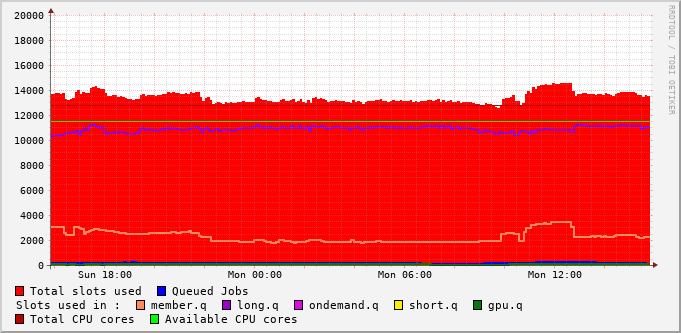 20000
18000
16000
14000
12000
10000
8000
6000
4000
2000
0
Sun 18:00 Mon 00:00 Mon 06:00 Mon 12:00
RRDTOOL / TOBI OETIKER
Total slots used Queued Jobs
Slots used in : member.q long.q ondemand.q short.q gpu.q
Total CPU cores Available CPU cores